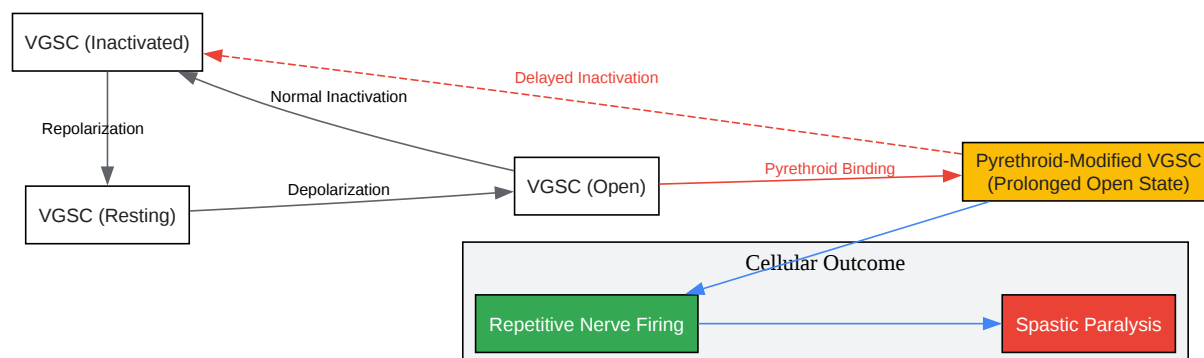 VGSC (Inactivated)
Delayed Inactivation
Normal Inactivation
Repolarization
Pyrethroid-Modified VGSC
(Prolonged Open State)
Pyrethroid Binding
VGSC (Open)
Depolarization
VGSC (Resting)
Cellular Outcome
Repetitive Nerve Firing
Spastic Paralysis